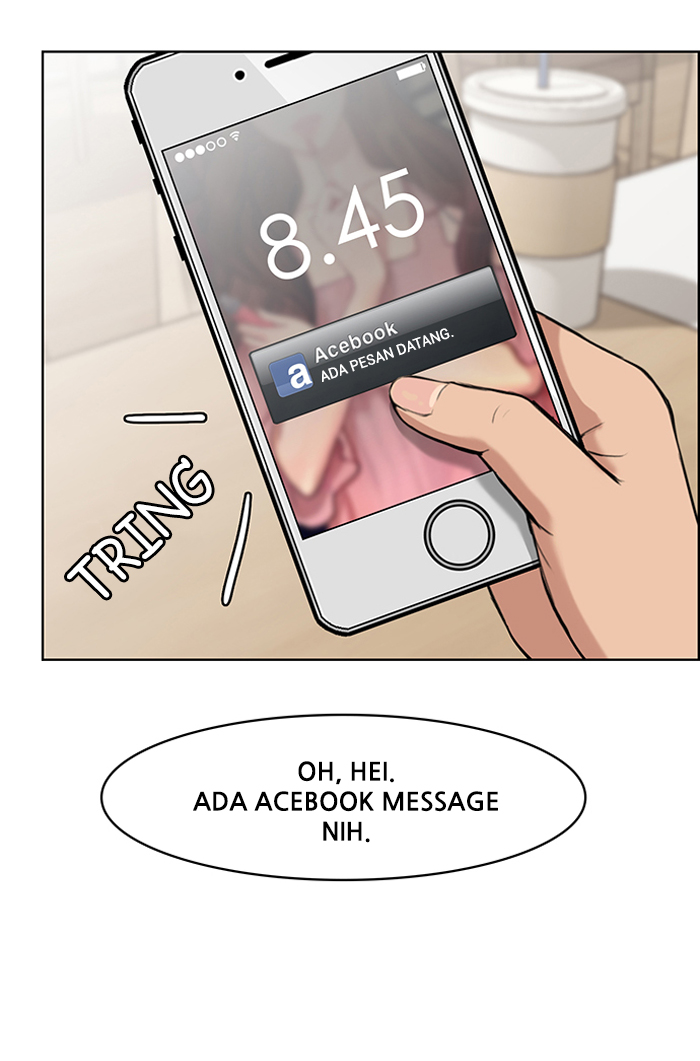 8.45
Acebook
a
ADA PESAN DATANG.
TRING
OH, HEI.
ADA ACEBOOK MESSAGE
NIH.